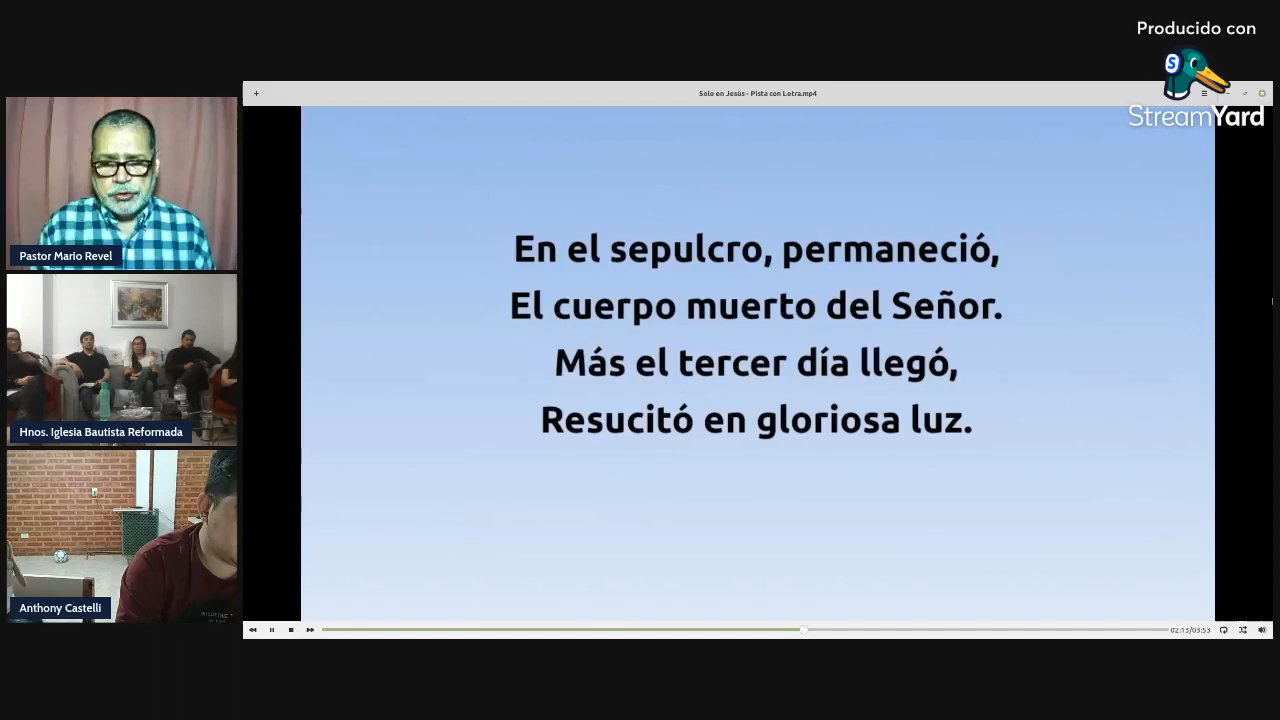 Producido con
StreamYard
Solo en Jesús - Pista con Letra.mp4
En el sepulcro, permaneció,
El cuerpo muerto del Señor.
Más el tercer día llegó,
Resucitó en gloriosa luz.
Pastor Mario Revel
Hnos. Iglesia Bautista Reformada
Anthony Castelli
02:13/03:53